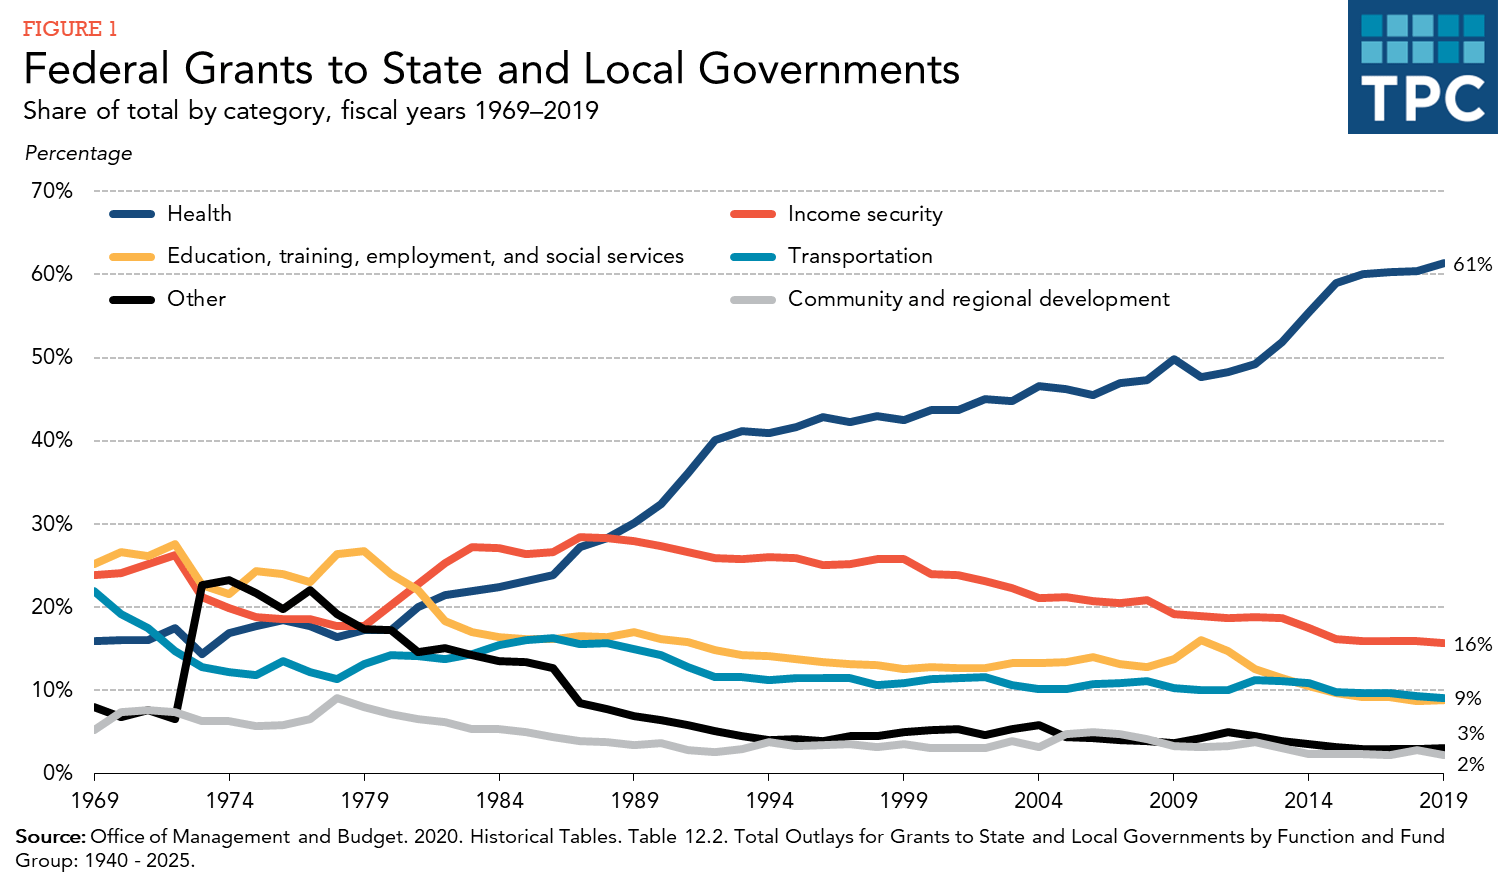 FIGURE 1
Federal Grants to State and Local Governments
Share of total by category, fiscal years 1969–2019
TPC
Percentage
70%
Health
Income security
Education, training, employment, and social services
Transportation
60%
61%
Other
Community and regional development
50%
40%
30%
20%
16%
10%
9%
3%
2%
0%
1969 1974 1979 1984 1989 1994 1999 2004 2009 2014 2019
Source: Office of Management and Budget. 2020. Historical Tables. Table 12.2. Total Outlays for Grants to State and Local Governments by Function and Fund
Group: 1940 - 2025.